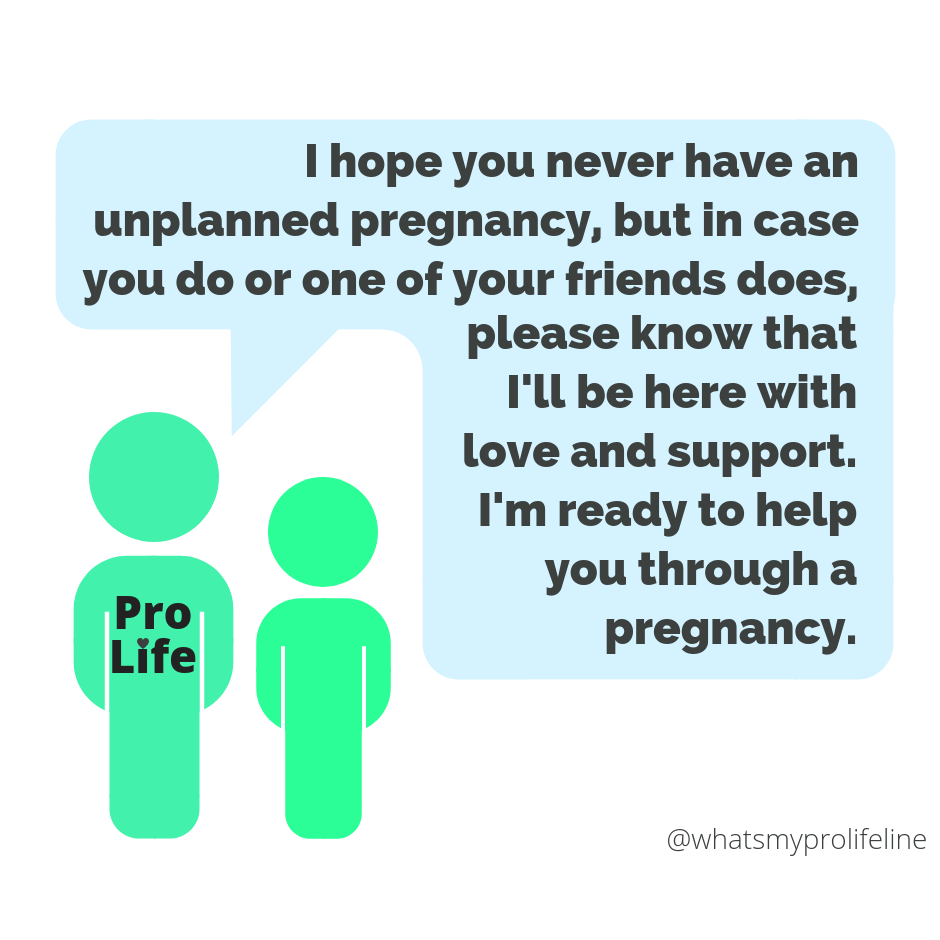 I hope you never have an
unplanned pregnancy, but in case
you do or one of your friends does,
please know that
I'll be here with
love and support.
I'm ready to help
you through a
pregnancy.
Pro
Life
@whatsmyprolifeline